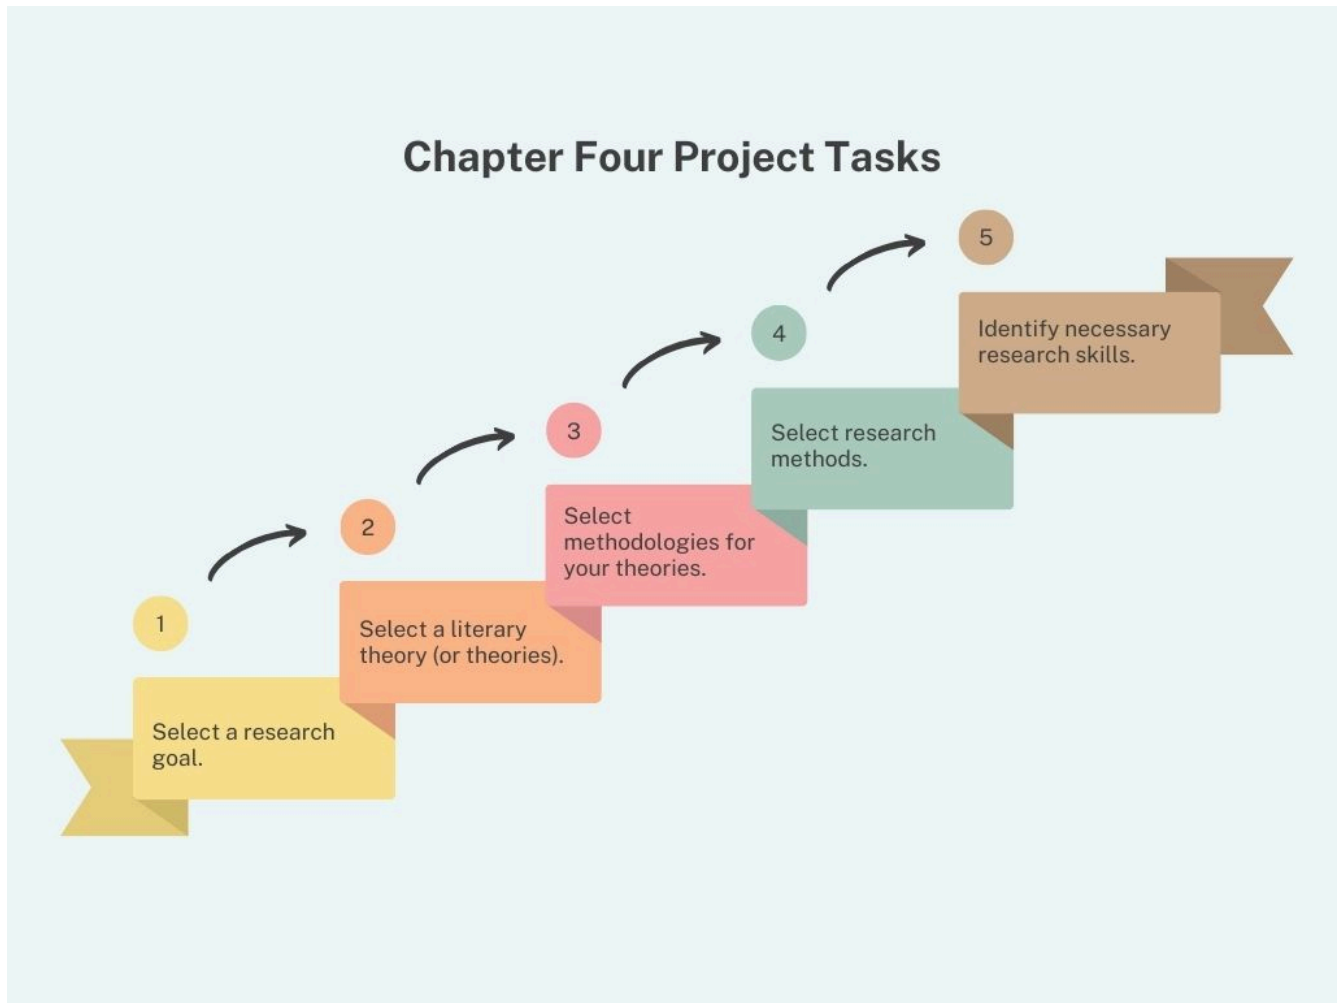 Chapter Four Project Tasks
1
Select a research
goal.
2
Select a literary
theory (or theories).
3
Select
methodologies for
your theories.
4
Select research
methods.
5
Identify necessary
research skills.